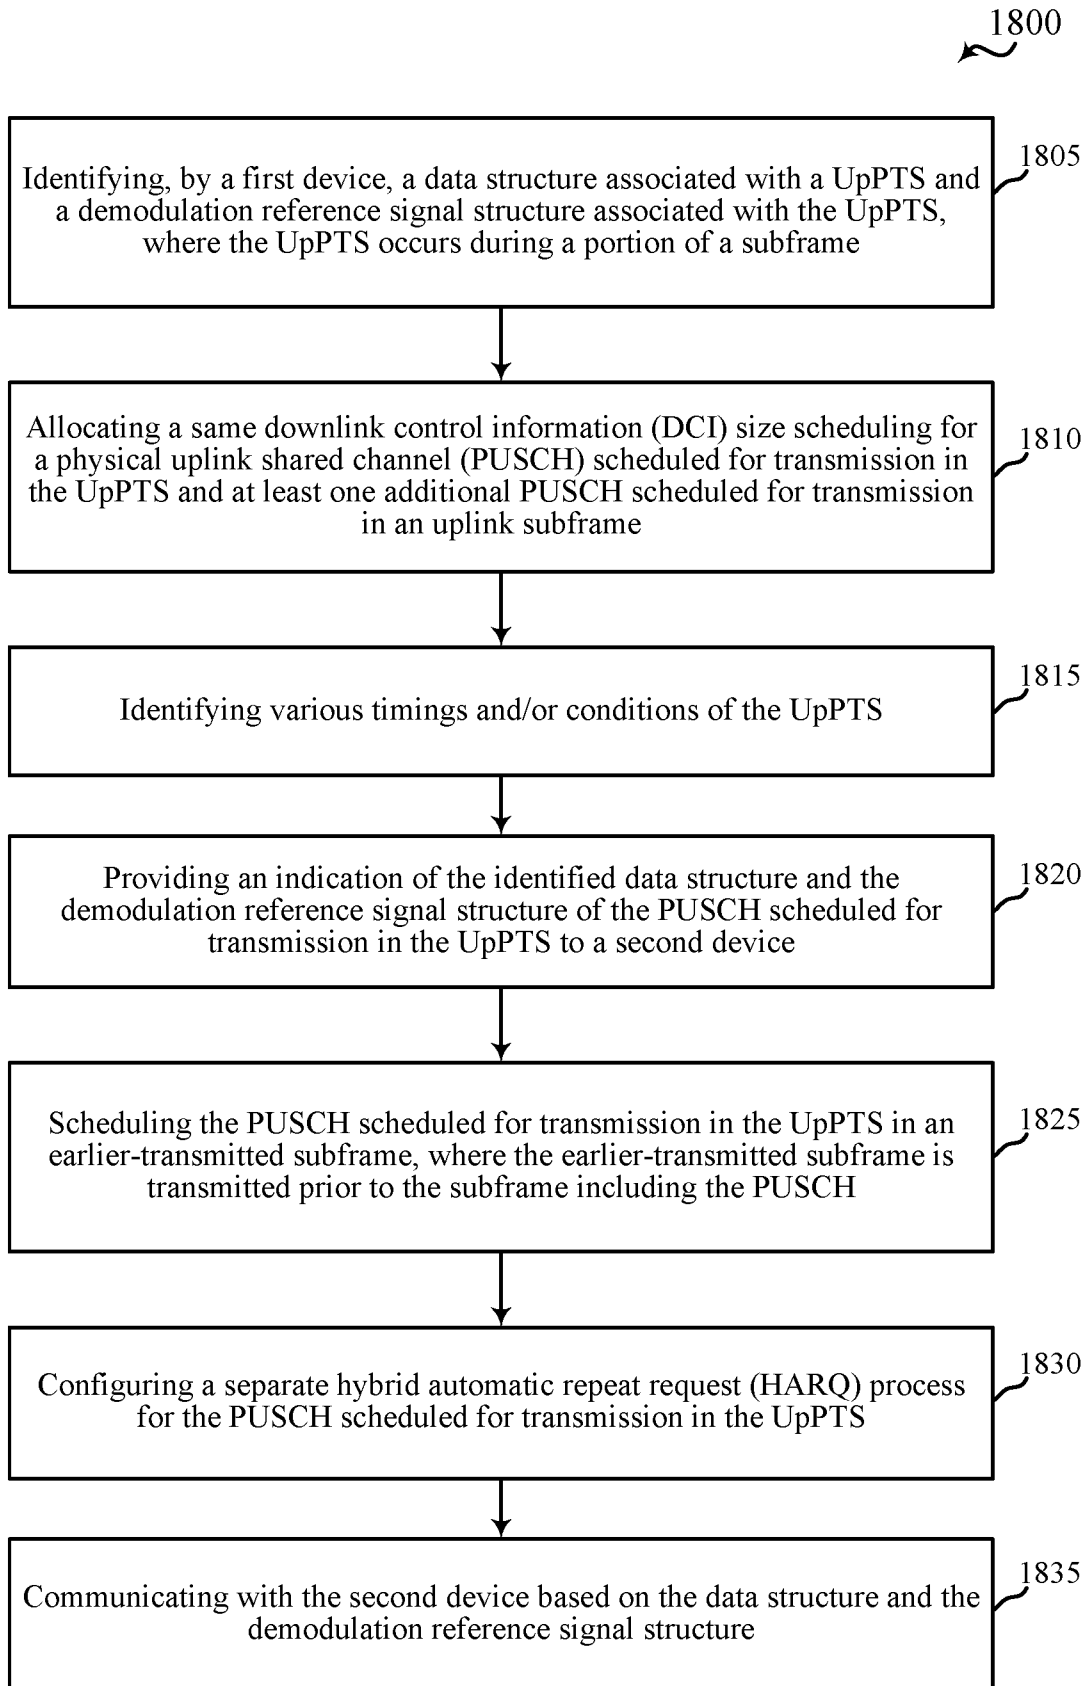 1800
Identifying, by a first device, a data structure associated with a UpPTS and
a demodulation reference signal structure associated with the UpPTS,
where the UpPTS occurs during a portion of a subframe
1805
Allocating a same downlink control information (DCI) size scheduling for
a physical uplink shared channel (PUSCH) scheduled for transmission in
the UpPTS and at least one additional PUSCH scheduled for transmission
in an uplink subframe
1810
Identifying various timings and/or conditions of the UpPTS
1815
Providing an indication of the identified data structure and the
demodulation reference signal structure of the PUSCH scheduled for
transmission in the UpPTS to a second device
1820
Scheduling the PUSCH scheduled for transmission in the UpPTS in an
earlier-transmitted subframe, where the earlier-transmitted subframe is
transmitted prior to the subframe including the PUSCH
1825
Configuring a separate hybrid automatic repeat request (HARQ) process
for the PUSCH scheduled for transmission in the UpPTS
1830
Communicating with the second device based on the data structure and the
demodulation reference signal structure
1835